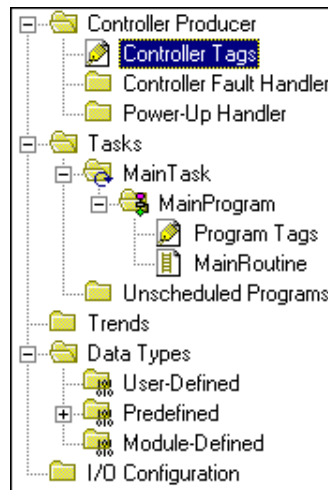 Controller Producer
Controller Tags
Controller Fault Handler
Power-Up Handler
Tasks
MainTask
MainProgram
Program Tags
MainRoutine
Unscheduled Programs
Trends
Data Types
User-Defined
Predefined
Module-Defined
I/O Configuration